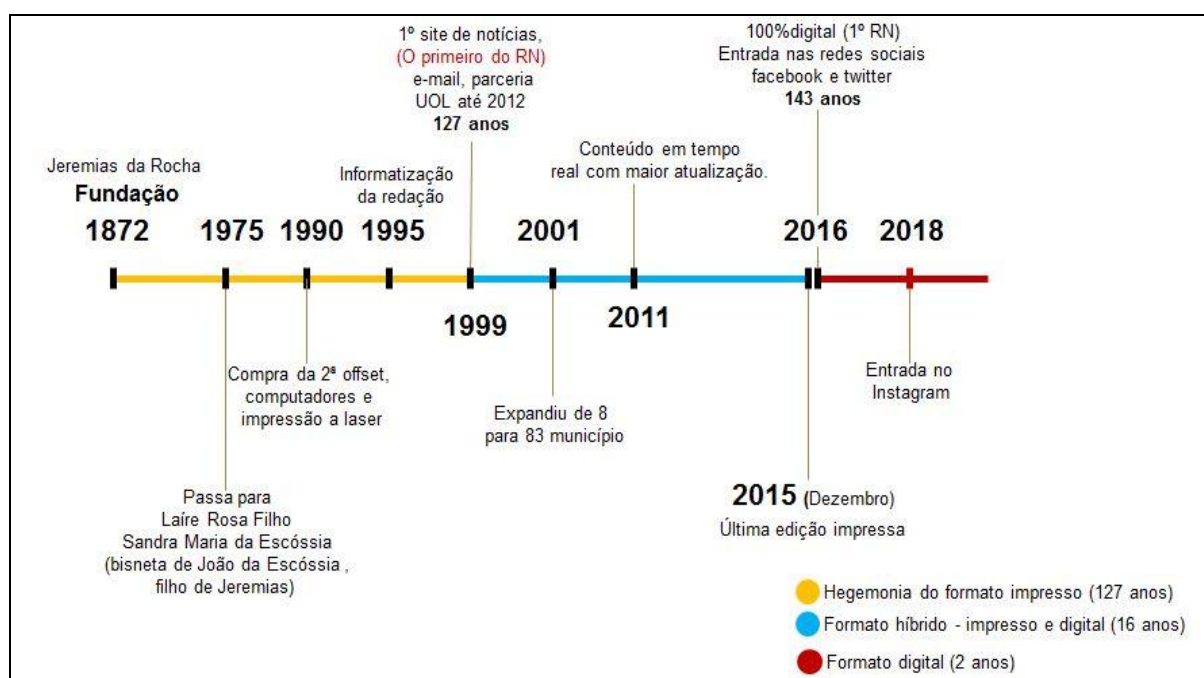 1º site de notícias,
(O primeiro do RN)
e-mail, parceria
UOL até 2012
127 anos
100%digital (1º RN)
Entrada nas redes sociais
facebook e twitter
143 anos
Jeremias da Rocha
Fundação
Informatização
da redação
Conteúdo em tempo
real com maior atualização.
1872
1975
1990
1995
2001
2016
2018
1999
2011
Compra da 2ª offset,
computadores e
impressão a laser
Expandiu de 8
para 83 município
Entrada no
Instagram
Passa para
Laíre Rosa Filho
Sandra Maria da Escóssia
(bisneta de João da Escóssia ,
filho de Jeremias)
2015 (Dezembro)
Última edição impressa
Hegemonia do formato impresso (127 anos)
Formato híbrido - impresso e digital (16 anos)
Formato digital (2 anos)